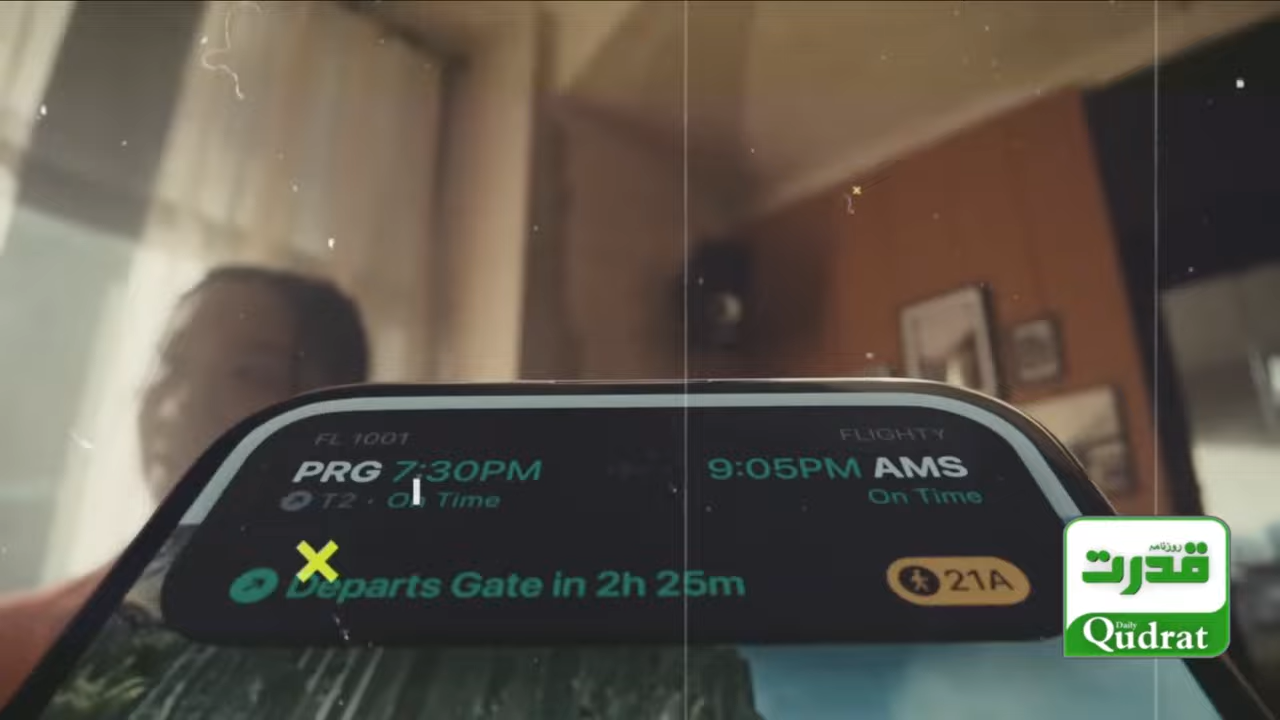 FL 1001
FLIGHTY
PRG 7:30PM
9:05PM AMS
T2 · On Time
On Time
Departs Gate in 2h 25m
21A
روزنامہ
قدرت
Daily
Qudrat